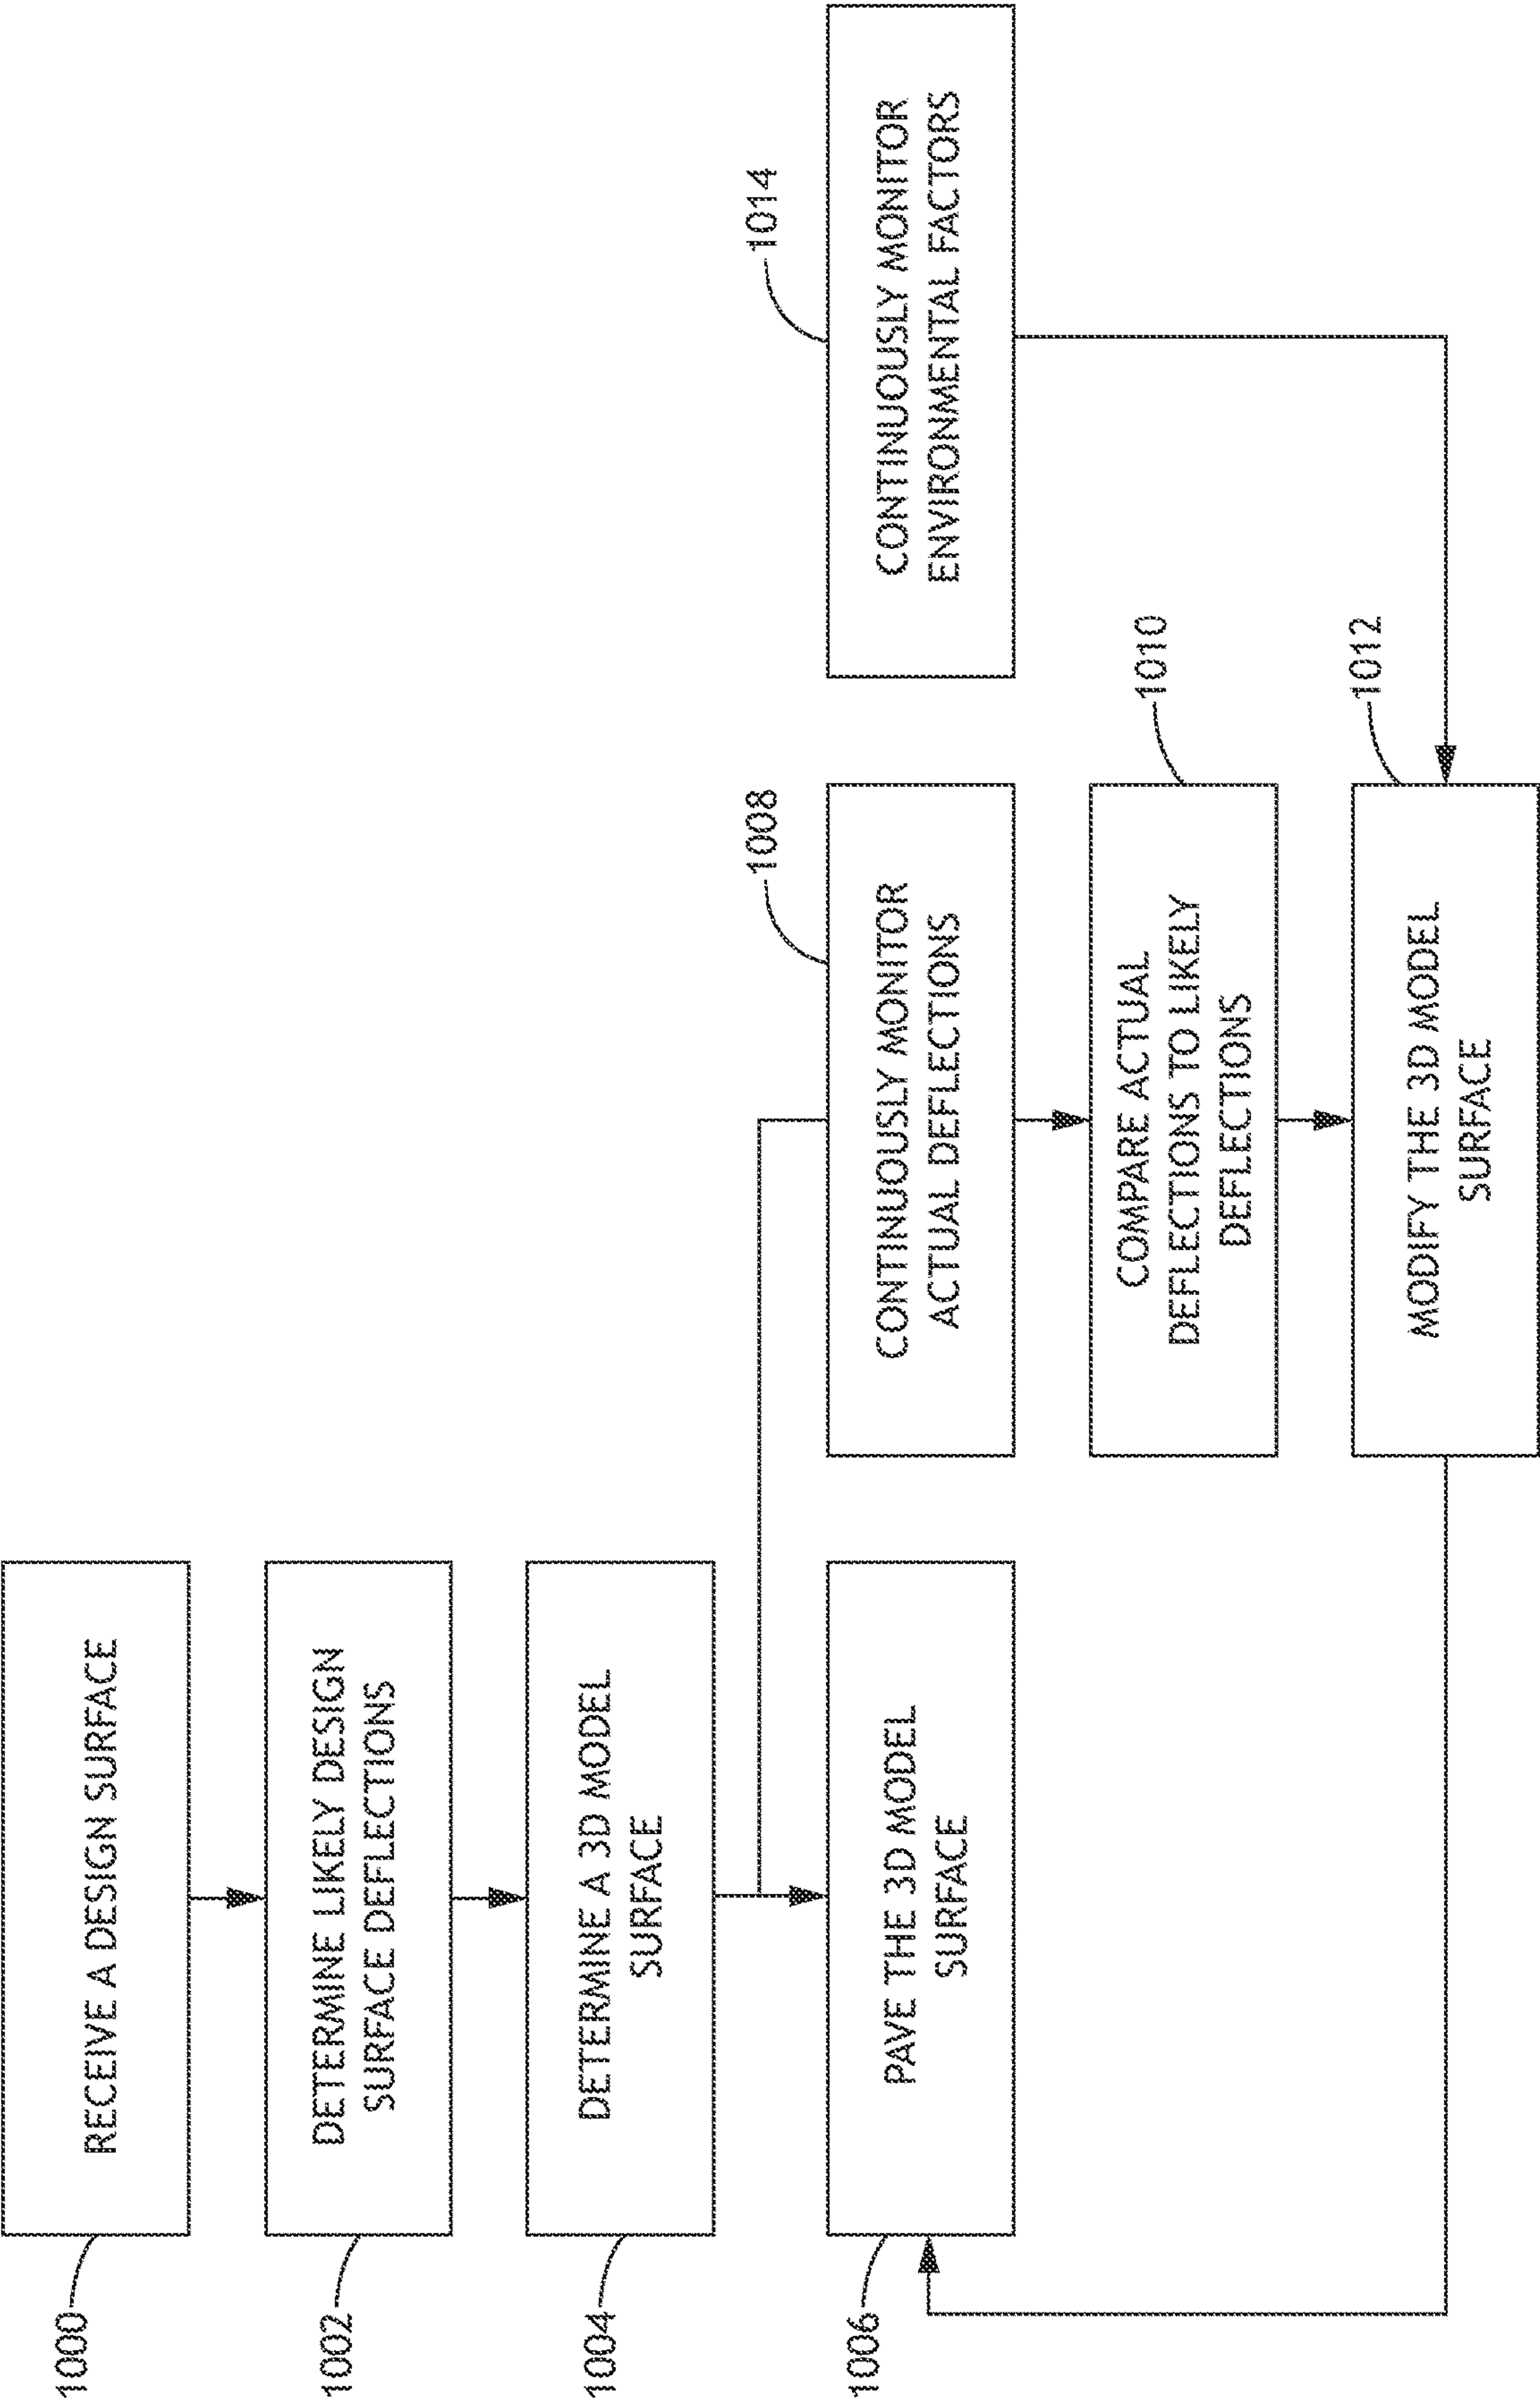 1000
RECEIVE A DESIGN SURFACE
1002
DETERMINE LIKELY DESIGN
SURFACE DEFLECTIONS
1004
DETERMINE A 3D MODEL
SURFACE
1006
PAVE THE 3D MODEL
SURFACE
1008
CONTINUOUSLY MONITOR
ACTUAL DEFLECTIONS
1010
COMPARE ACTUAL
DEFLECTIONS TO LIKELY
DEFLECTIONS
1012
MODIFY THE 3D MODEL
SURFACE
1014
CONTINUOUSLY MONITOR
ENVIRONMENTAL FACTORS